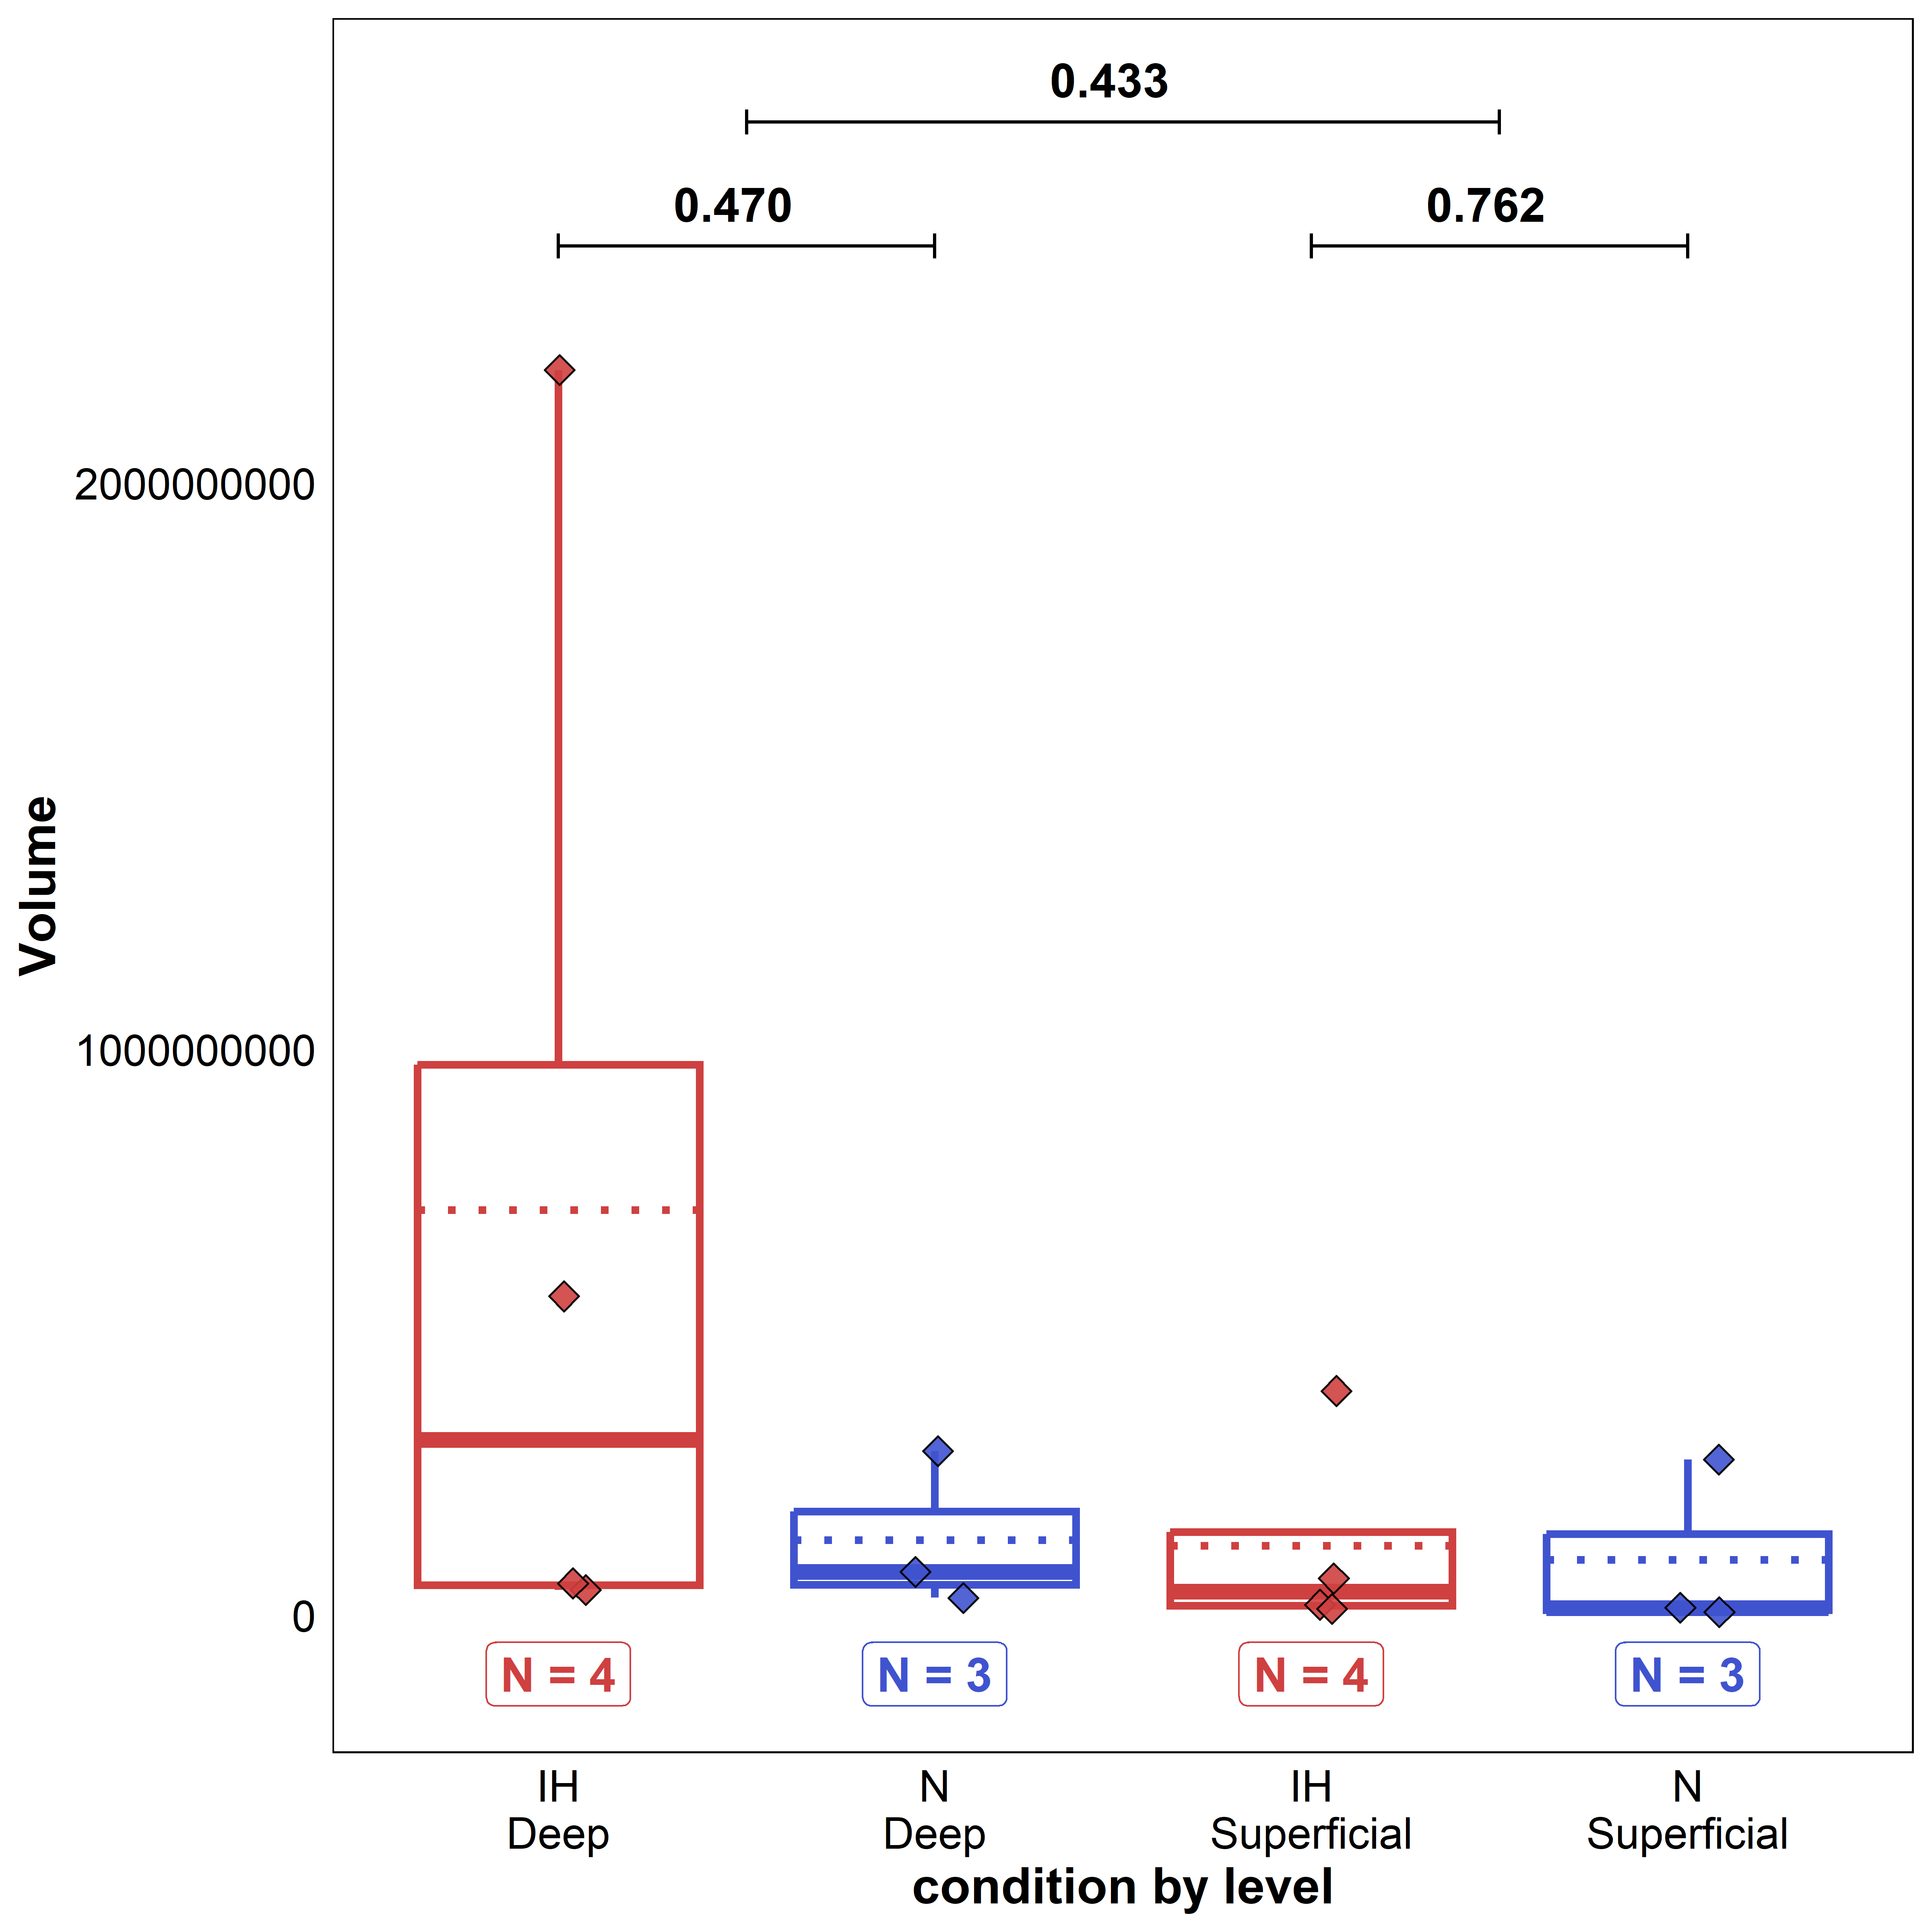 0.433
0.470
0.762
Volume
2000000000
1000000000
0
N = 4
N = 3
N = 4
N = 3
IH
Deep
N
Deep
IH
Superficial
N
Superficial
condition by level